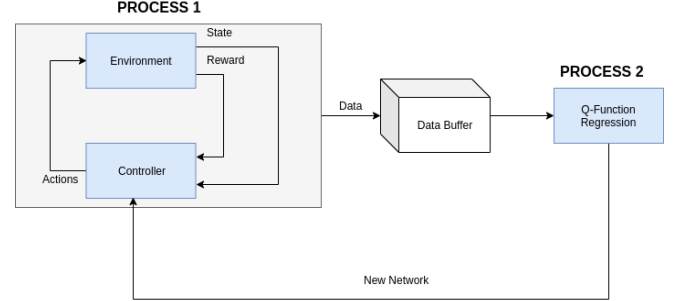 PROCESS 1
State
Environment
Reward
PROCESS 2
Data
Q-Function
Regression
Data Buffer
Controller
Actions
New Network